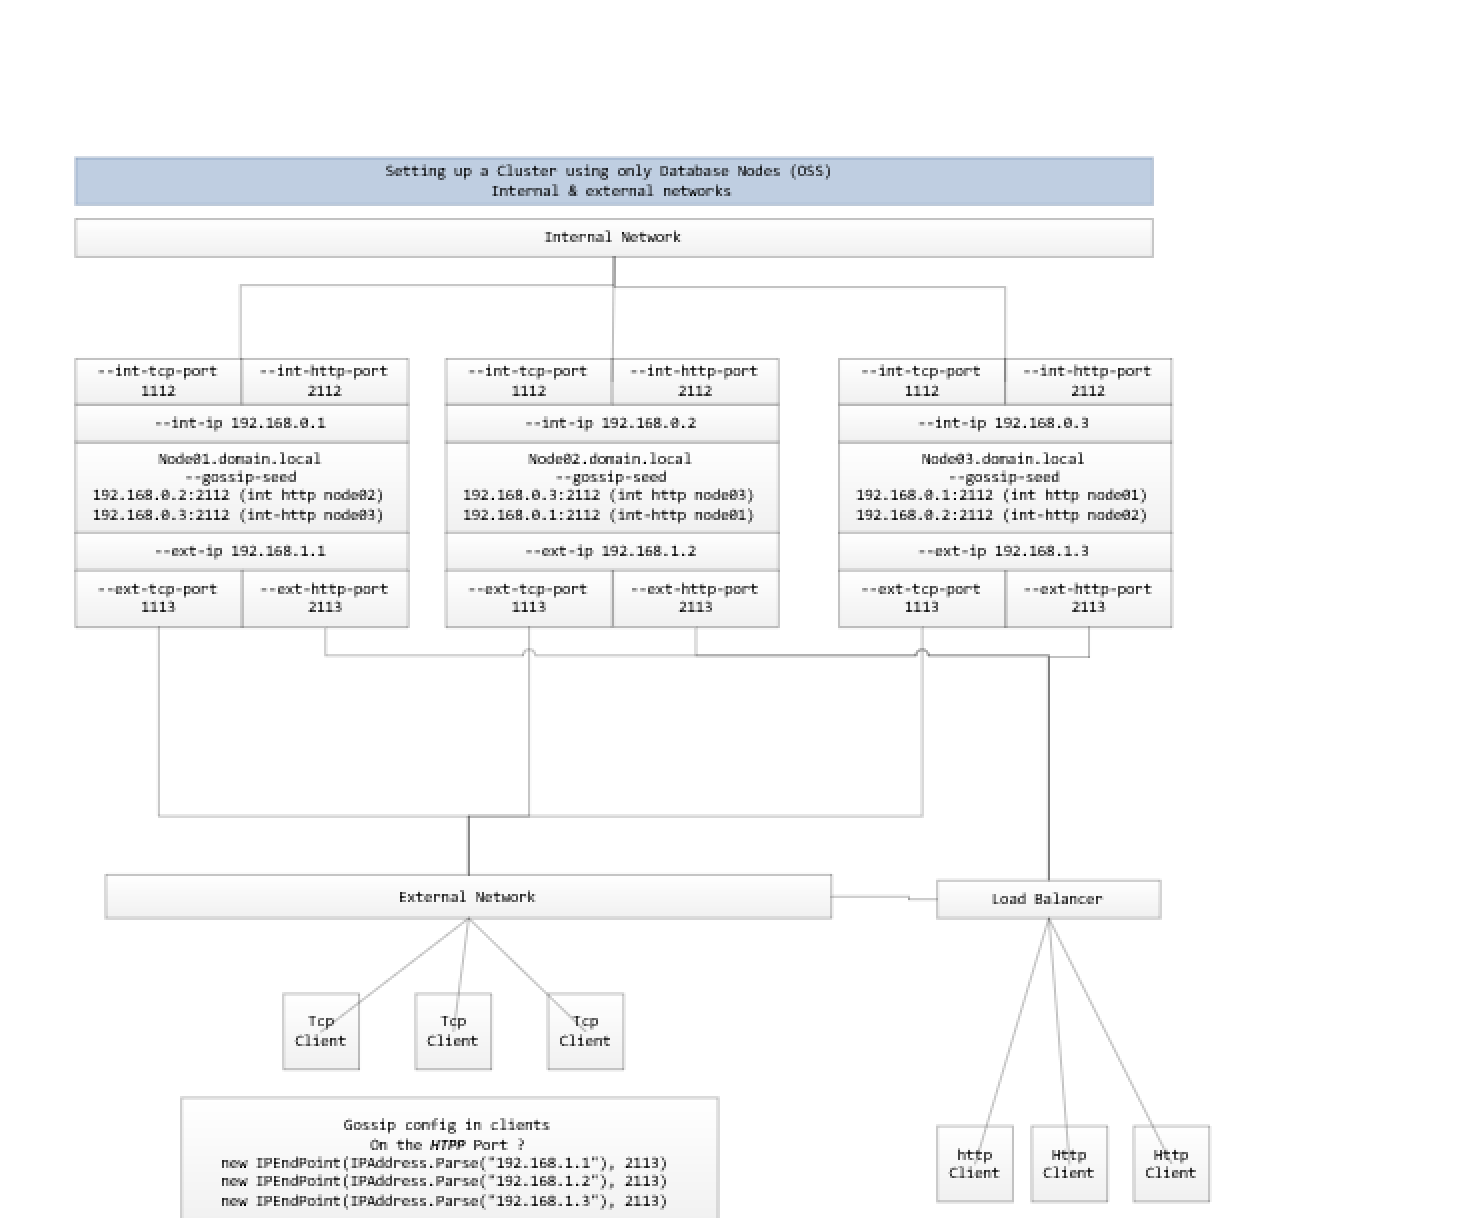 Setting up a Cluster using only Database Nodes (OSS)
Internal & external networks
Internal Network
--int-tcp-port
1112
--int-http-port
2112
--int-ip 192.168.0.1
Node01.domain.local
--gossip-seed
192.168.0.2:2112 (int http node02)
192.168.0.3:2112 (int-http node03)
--ext-ip 192.168.1.1
--ext-tcp-port
1113
--ext-http-port
2113
--int-tcp-port
1112
--int-http-port
2112
--int-ip 192.168.0.2
Node02.domain.local
--gossip-seed
192.168.0.3:2112 (int http node03)
192.168.0.1:2112 (int-http node01)
--ext-ip 192.168.1.2
--ext-tcp-port
1113
--ext-http-port
2113
--int-tcp-port
1112
--int-http-port
2112
--int-ip 192.168.0.3
Node03.domain.local
--gossip-seed
192.168.0.1:2112 (int http node01)
192.168.0.2:2112 (int-http node02)
--ext-ip 192.168.1.3
--ext-tcp-port
1113
--ext-http-port
2113
External Network
Load Balancer
Tcp
Client
Tcp
Client
Tcp
Client
Gossip config in clients
On the HTPP Port ?
new IPEndPoint(IPAddress.Parse("192.168.1.1"), 2113)
new IPEndPoint(IPAddress.Parse("192.168.1.2"), 2113)
new IPEndPoint(IPAddress.Parse("192.168.1.3"), 2113)
http
Client
Http
Client
Http
Client